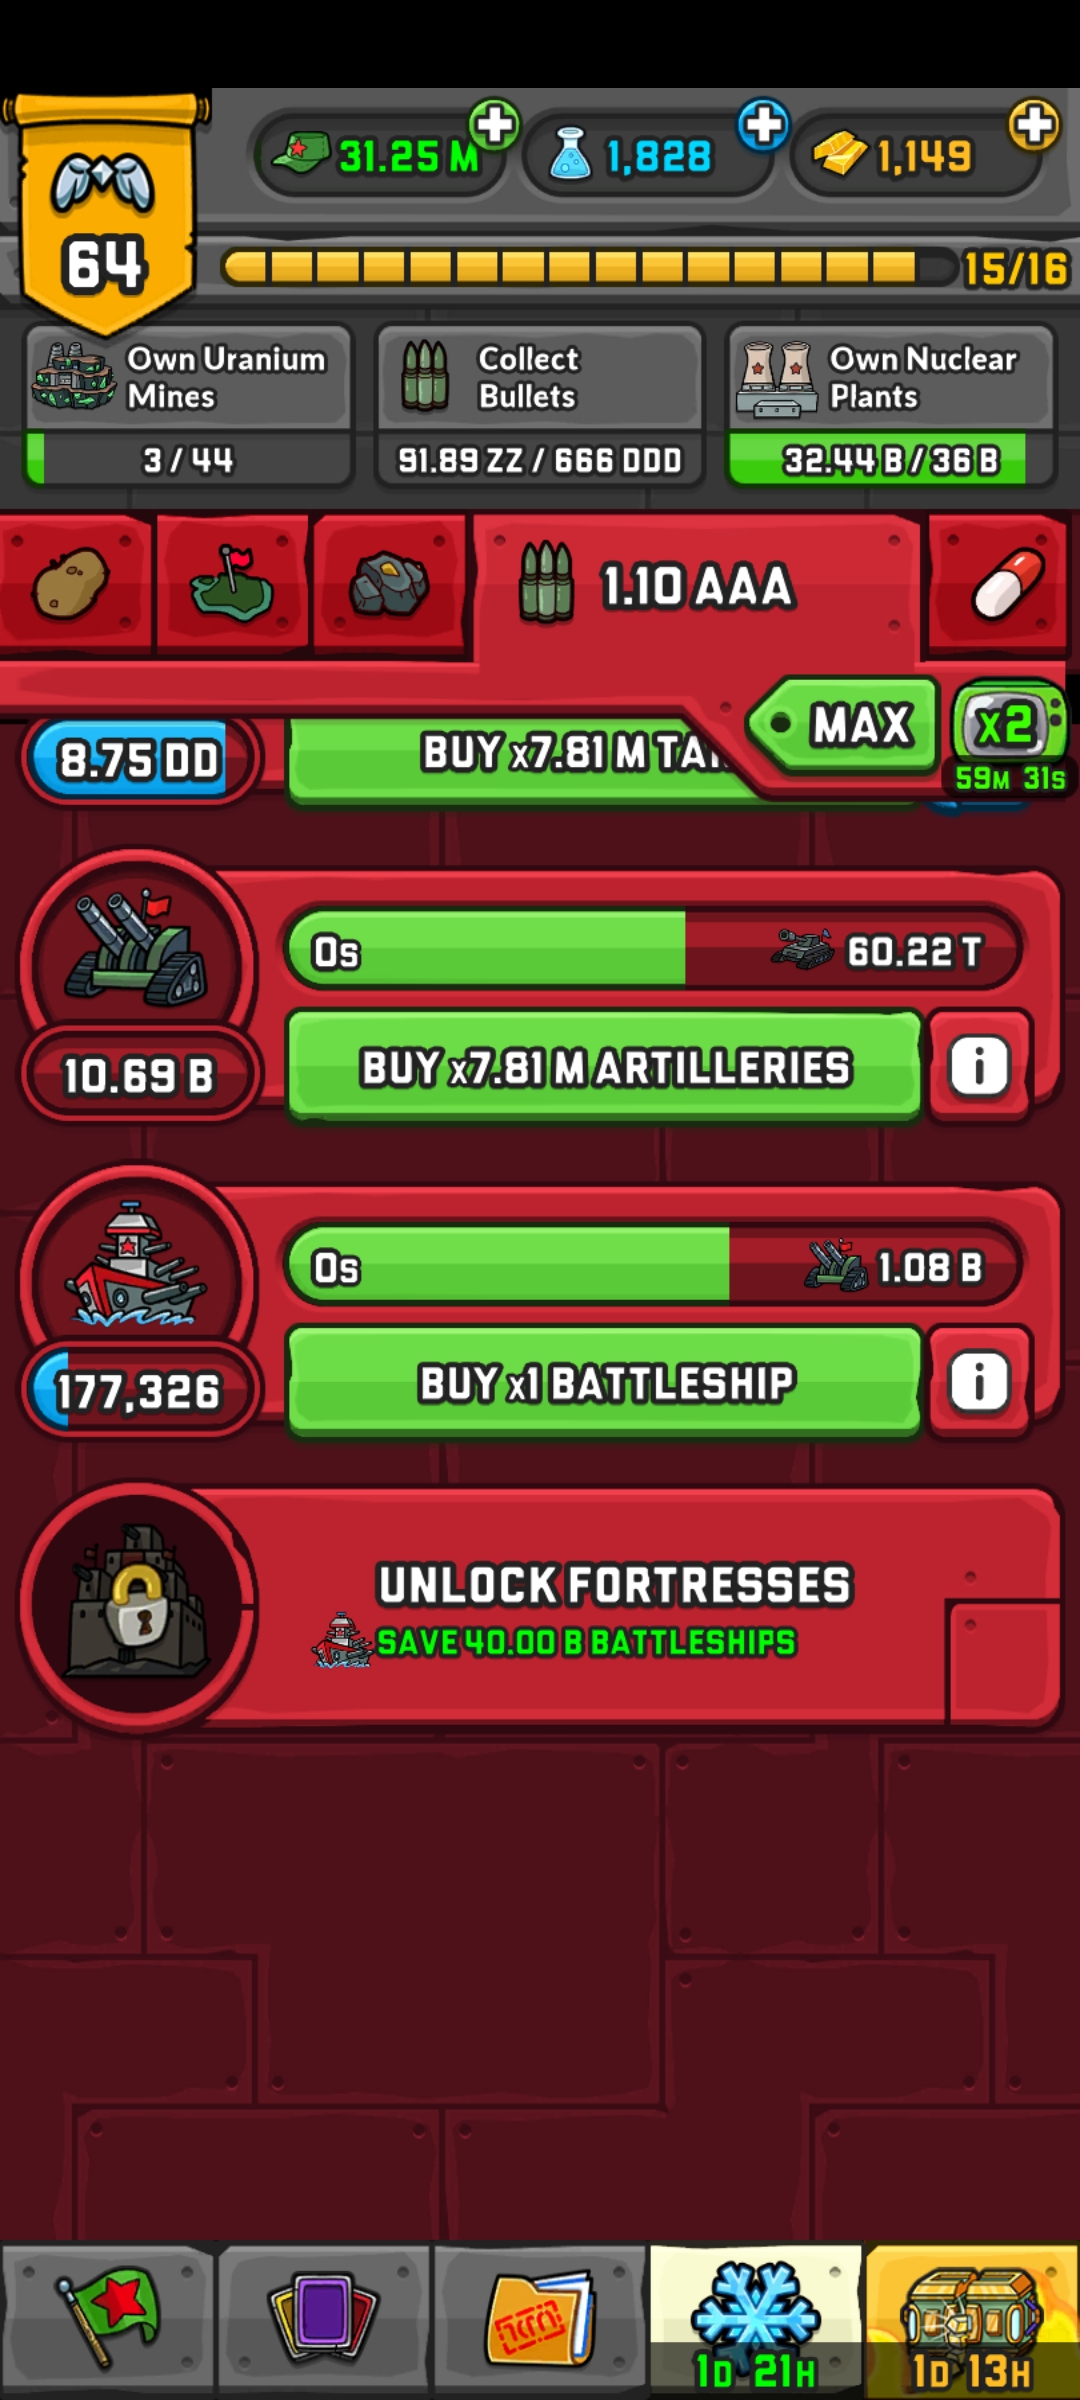 31.25 M
1,828
1,149
64
15/16
Own Uranium
Mines
3 / 44
Collect
Bullets
91.89 ZZ / 666 DDD
Own Nuclear
Plants
32.44 B / 36 B
1.10 AAA
MAX
X2
59M 31S
8.75 DD
BUY x7.81 M
0s
60.22 T
10.69 B
BUY x7.81 M ARTILLERIES
i
0s
1.08 B
177,326
BUY x1 BATTLESHIP
i
UNLOCK FORTRESSES
SAVE 40.00 B BATTLESHIPS
1D 21H
1D 13H